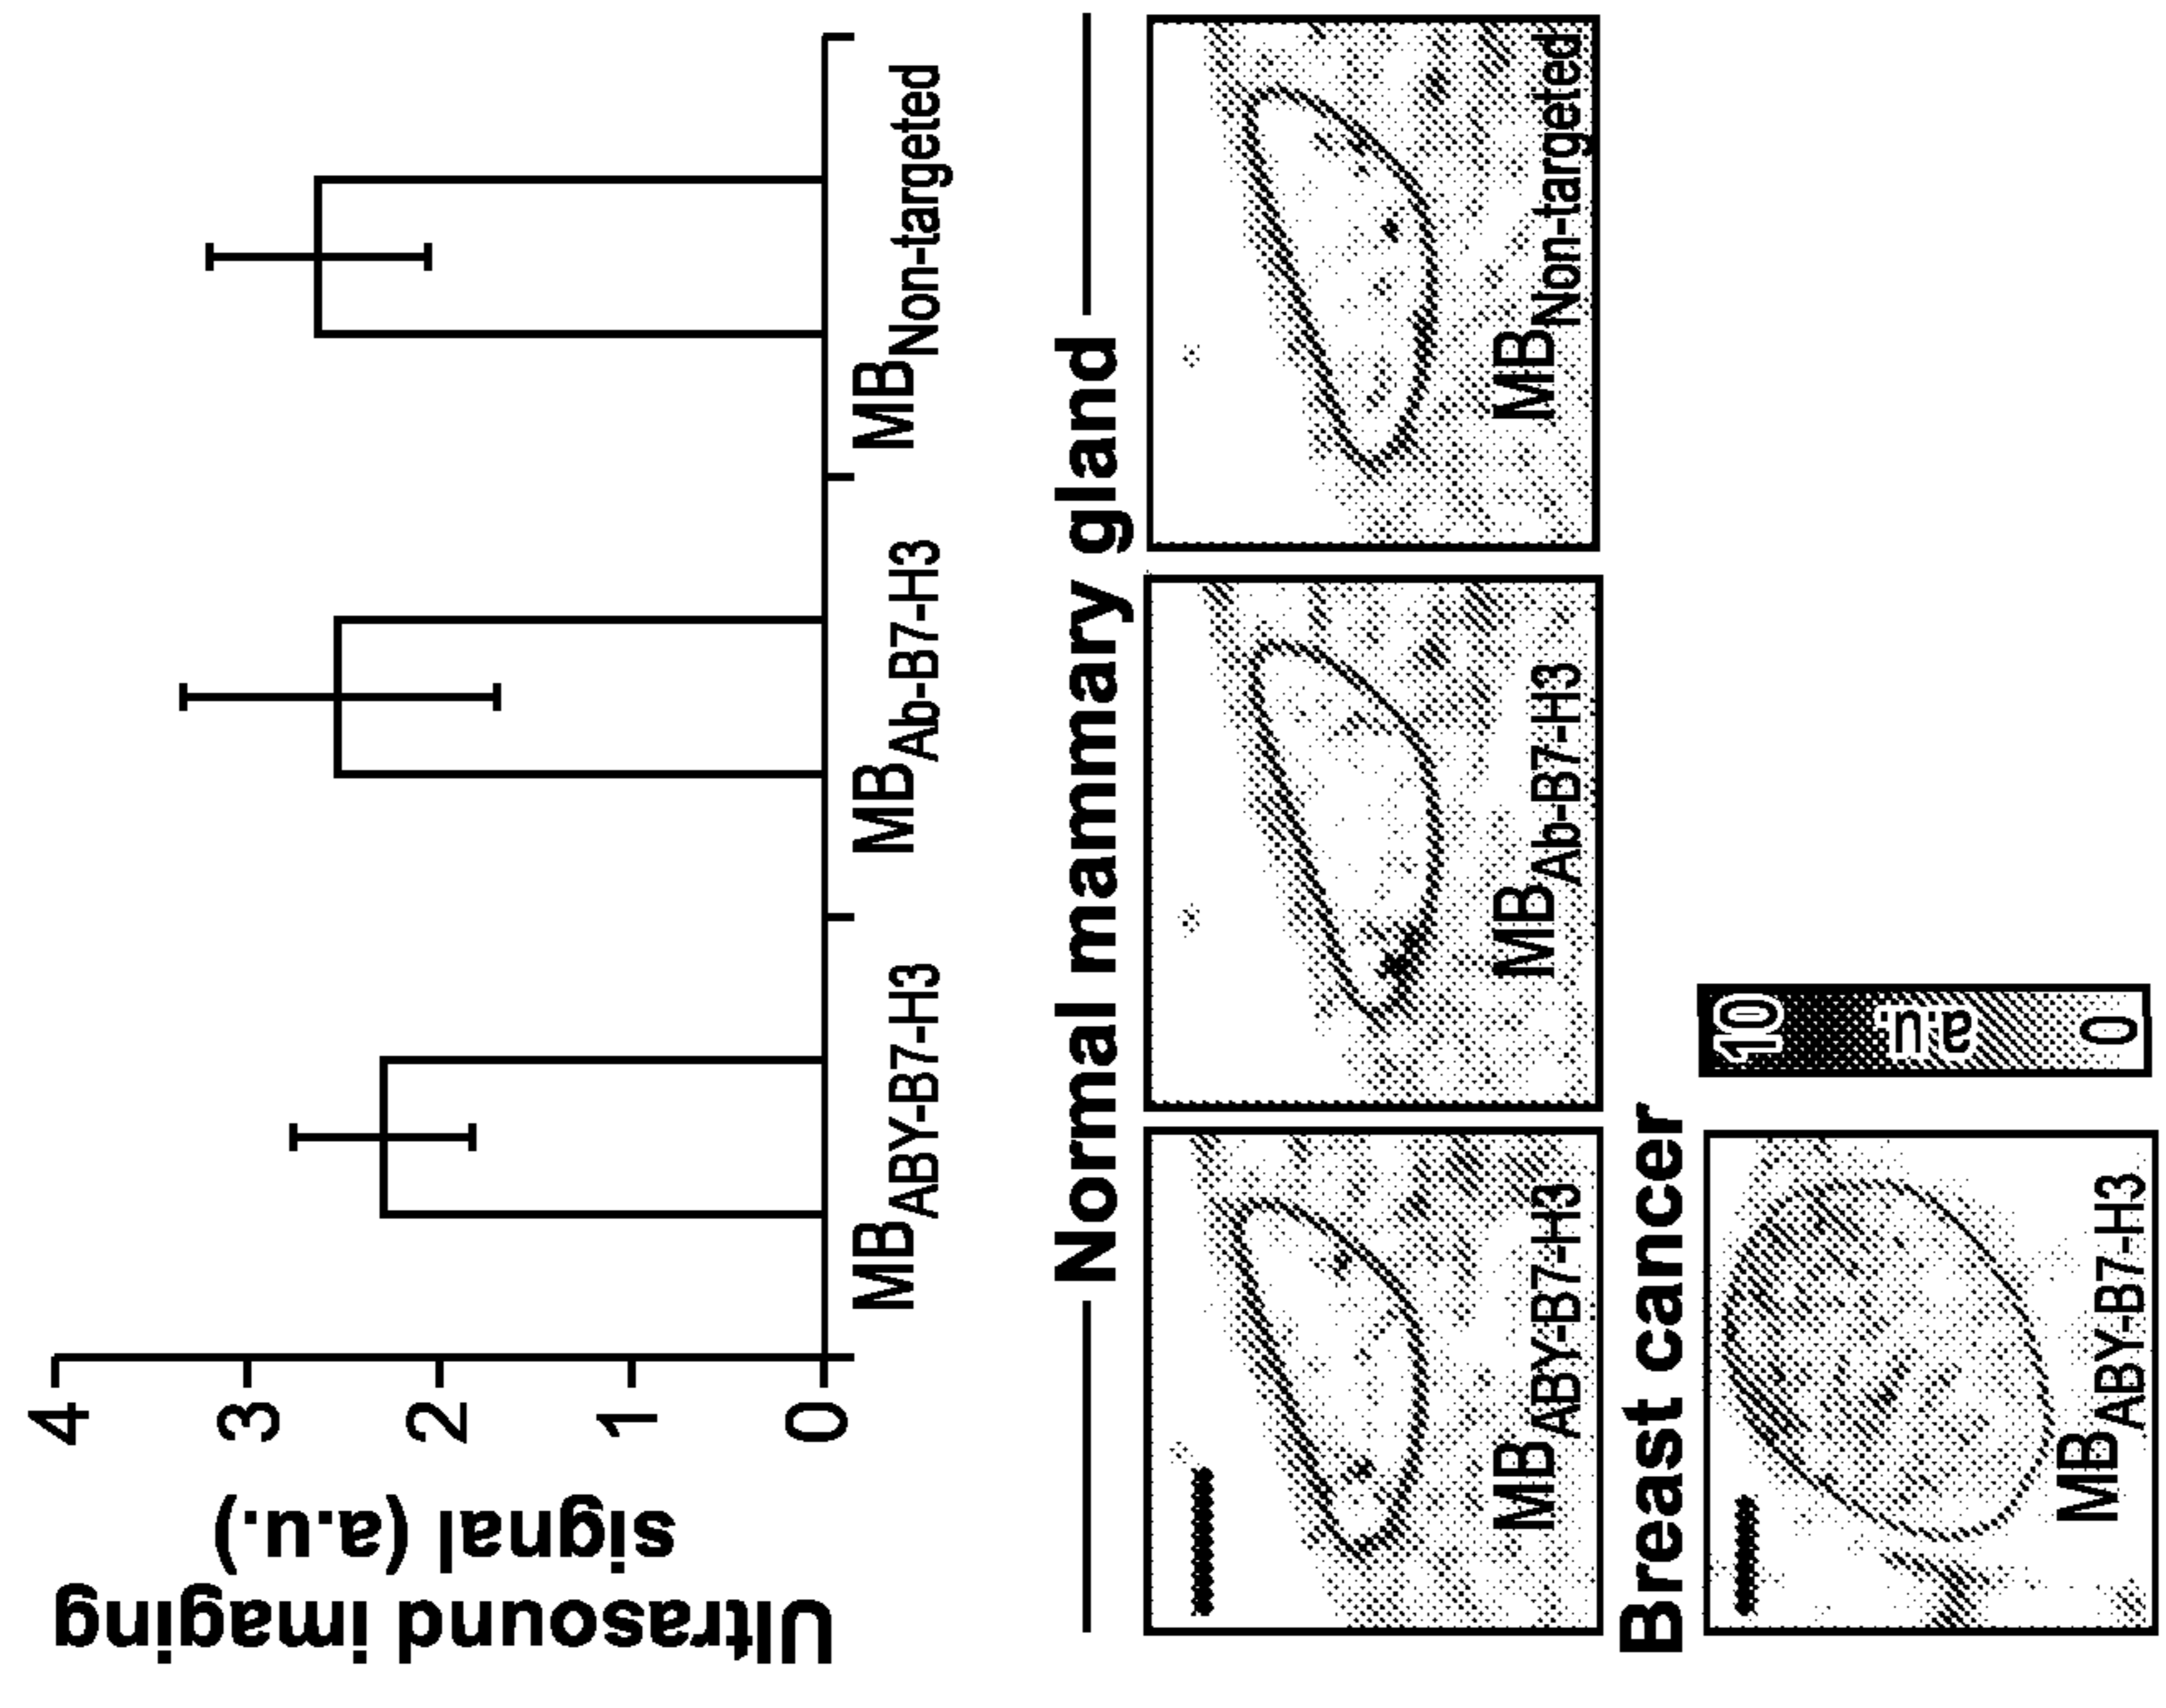 Ultrasound imaging
signal (a.u.)
4
3
2
1
0
MBABY-B7-H3
MBAb-B7-H3
MBNon-targeted
Normal mammary gland
MBABY-B7-H3
MBAb-B7-H3
MBNon-targeted
Breast cancer
MBABY-B7-H3
10
a.u.
0